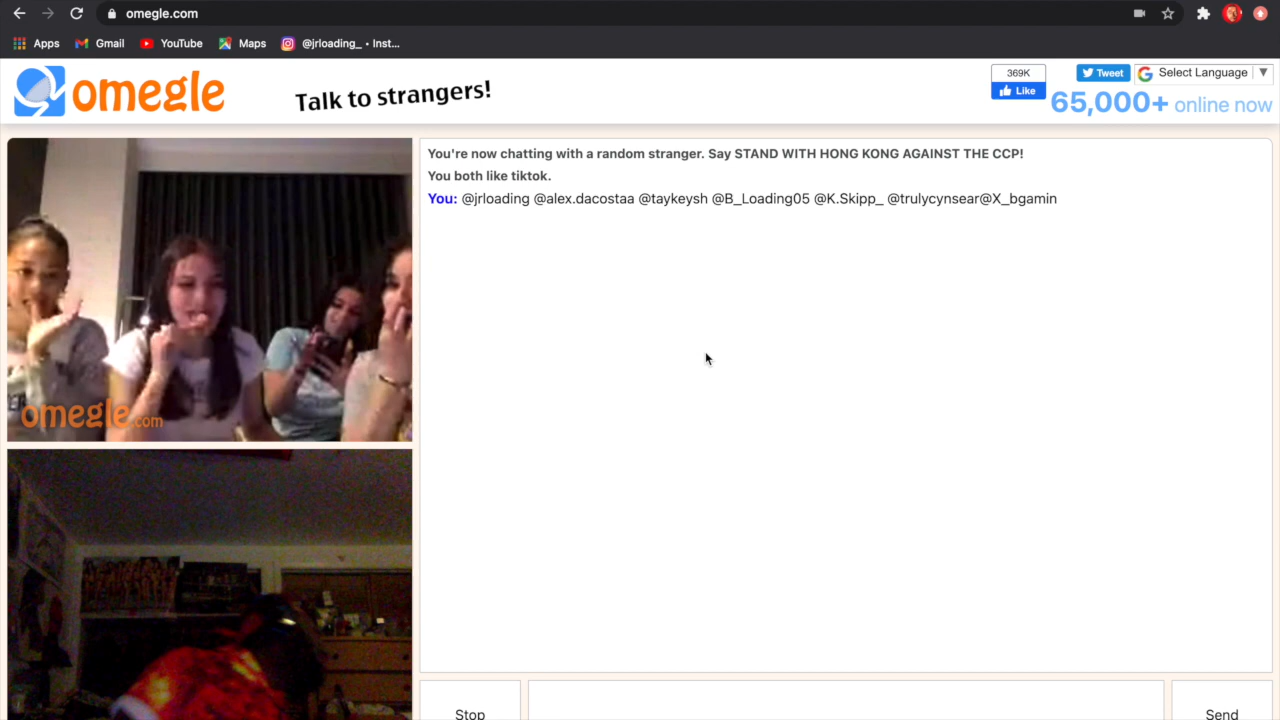 omegle.com
Apps
Gmail
YouTube
Maps
@jrloading_ • Inst...
omegle
Talk to strangers!
369K
Like
Tweet
Select Language
65,000+ online now
You're now chatting with a random stranger. Say STAND WITH HONG KONG AGAINST THE CCP!
You both like tiktok.
You: @jrloading @alex.dacostaa @taykeysh @B_Loading05 @K.Skipp_ @trulycynsear@X_bgamin
omegle.com
Stop
Send